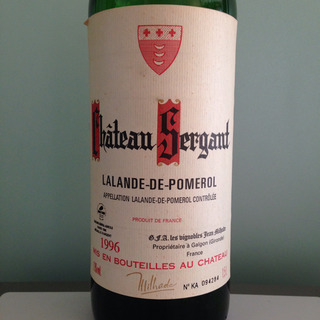 Château Sergant
LALANDE-DE-POMEROL
APPELLATION LALANDE-DE-POMEROL CONTRÔLÉE
PRODUIT DE FRANCE
G.F.A. les vignobles Jean Milhade
Propriétaire à Galgon (Gironde)
France
1996
MIS EN BOUTEILLES AU CHATEAU
Milhade
N° KA 094284